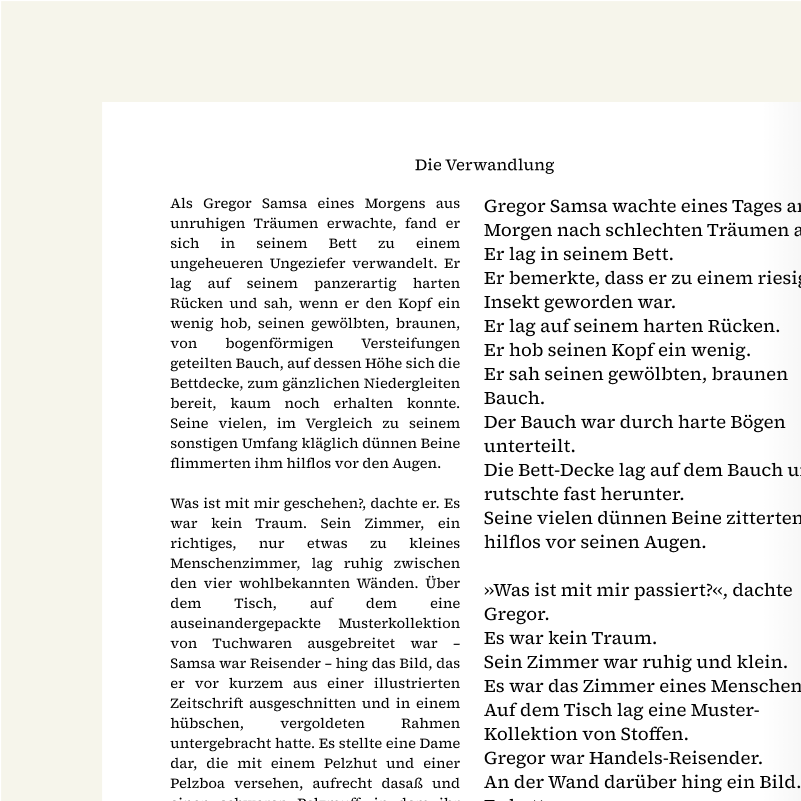 Die Verwandlung
Als Gregor Samsa eines Morgens aus
unruhigen Träumen erwachte, fand er
sich in seinem Bett zu einem
ungeheueren Ungeziefer verwandelt. Er
lag auf seinem panzerartig harten
Rücken und sah, wenn er den Kopf ein
wenig hob, seinen gewölbten, braunen,
von bogenförmigen Versteifungen
geteilten Bauch, auf dessen Höhe sich die
Bettdecke, zum gänzlichen Niedergleiten
bereit, kaum noch erhalten konnte.
Seine vielen, im Vergleich zu seinem
sonstigen Umfang kläglich dünnen Beine
flimmerten ihm hilflos vor den Augen.
Was ist mit mir geschehen?, dachte er. Es
war kein Traum. Sein Zimmer, ein
richtiges, nur etwas zu kleines
Menschenzimmer, lag ruhig zwischen
den vier wohlbekannten Wänden. Über
dem Tisch, auf dem eine
auseinandergepackte Musterkollektion
von Tuchwaren ausgebreitet war –
Samsa war Reisender – hing das Bild, das
er vor kurzem aus einer illustrierten
Zeitschrift ausgeschnitten und in einem
hübschen, vergoldeten Rahmen
untergebracht hatte. Es stellte eine Dame
dar, die mit einem Pelzhut und einer
Pelzboa versehen, aufrecht dasaß und
Gregor Samsa wachte eines Tages
Morgen nach schlechten Träumen
Er lag in seinem Bett.
Er bemerkte, dass er zu einem
Insekt geworden war.
Er lag auf seinem harten Rücken.
Er hob seinen Kopf ein wenig.
Er sah seinen gewölbten, braunen
Bauch.
Der Bauch war durch harte Bögen
unterteilt.
Die Bett-Decke lag auf dem Bauch
rutschte fast herunter.
Seine vielen dünnen Beine zitterten
hilflos vor seinen Augen.
»Was ist mit mir passiert?«, dachte
Gregor.
Es war kein Traum.
Sein Zimmer war ruhig und klein.
Es war das Zimmer eines Menschen
Auf dem Tisch lag eine Muster-
Kollektion von Stoffen.
Gregor war Handels-Reisender.
An der Wand darüber hing ein Bild.